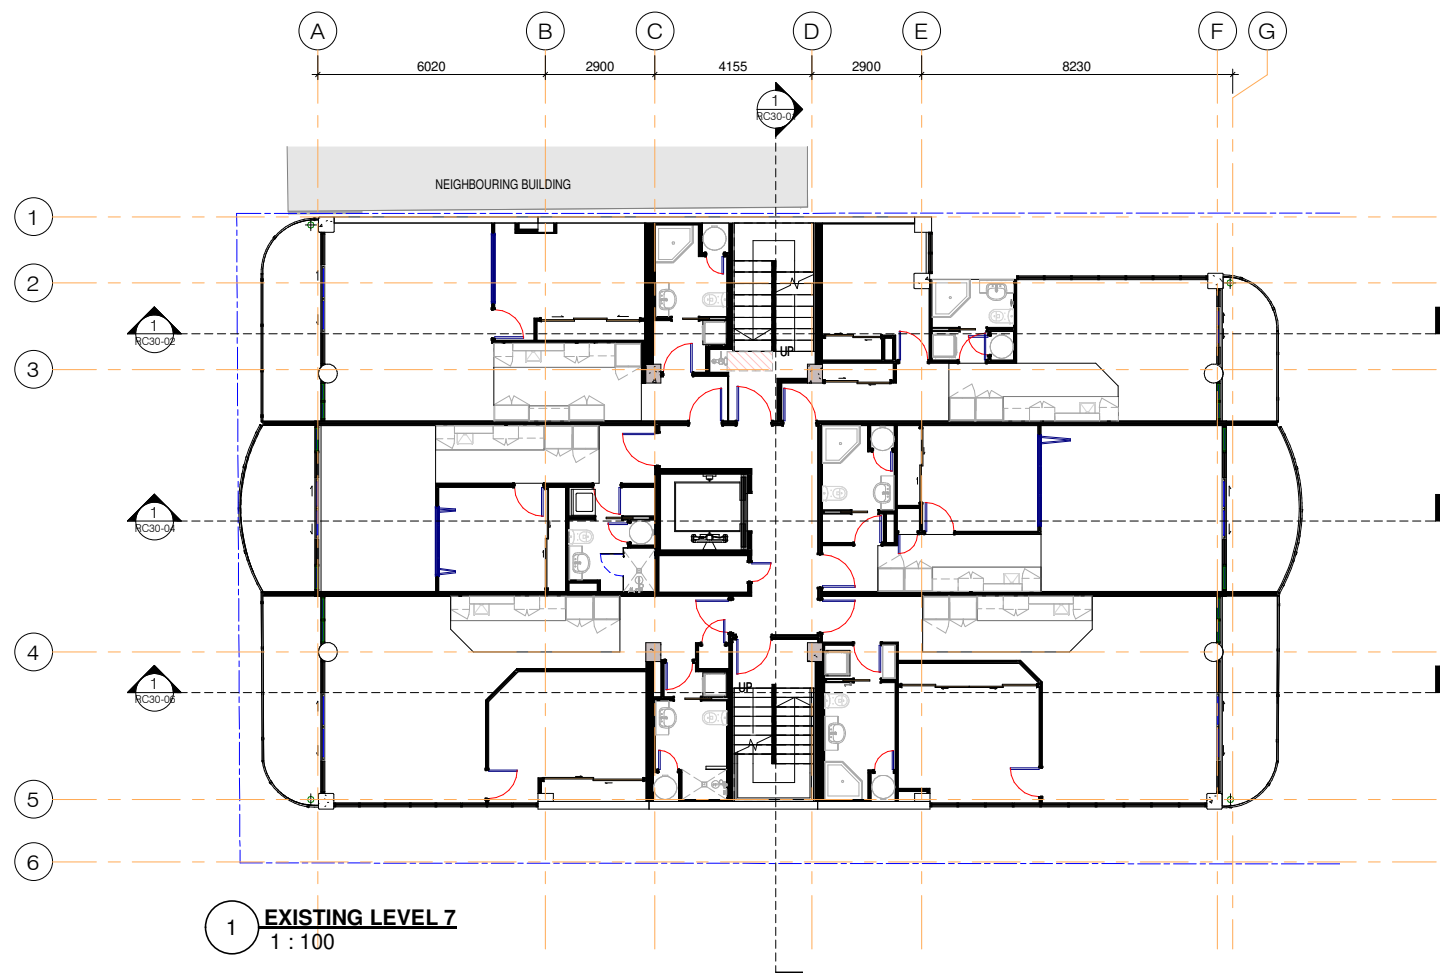 A B C D E F G
6020 2900 4155 2900 8230
1
RC30-0
NEIGHBOURING BUILDING
1
2
1
RC30-02
3
UP
1
RC30-04
4
1
RC30-06
UP
5
6
1 EXISTING LEVEL 7
1 : 100